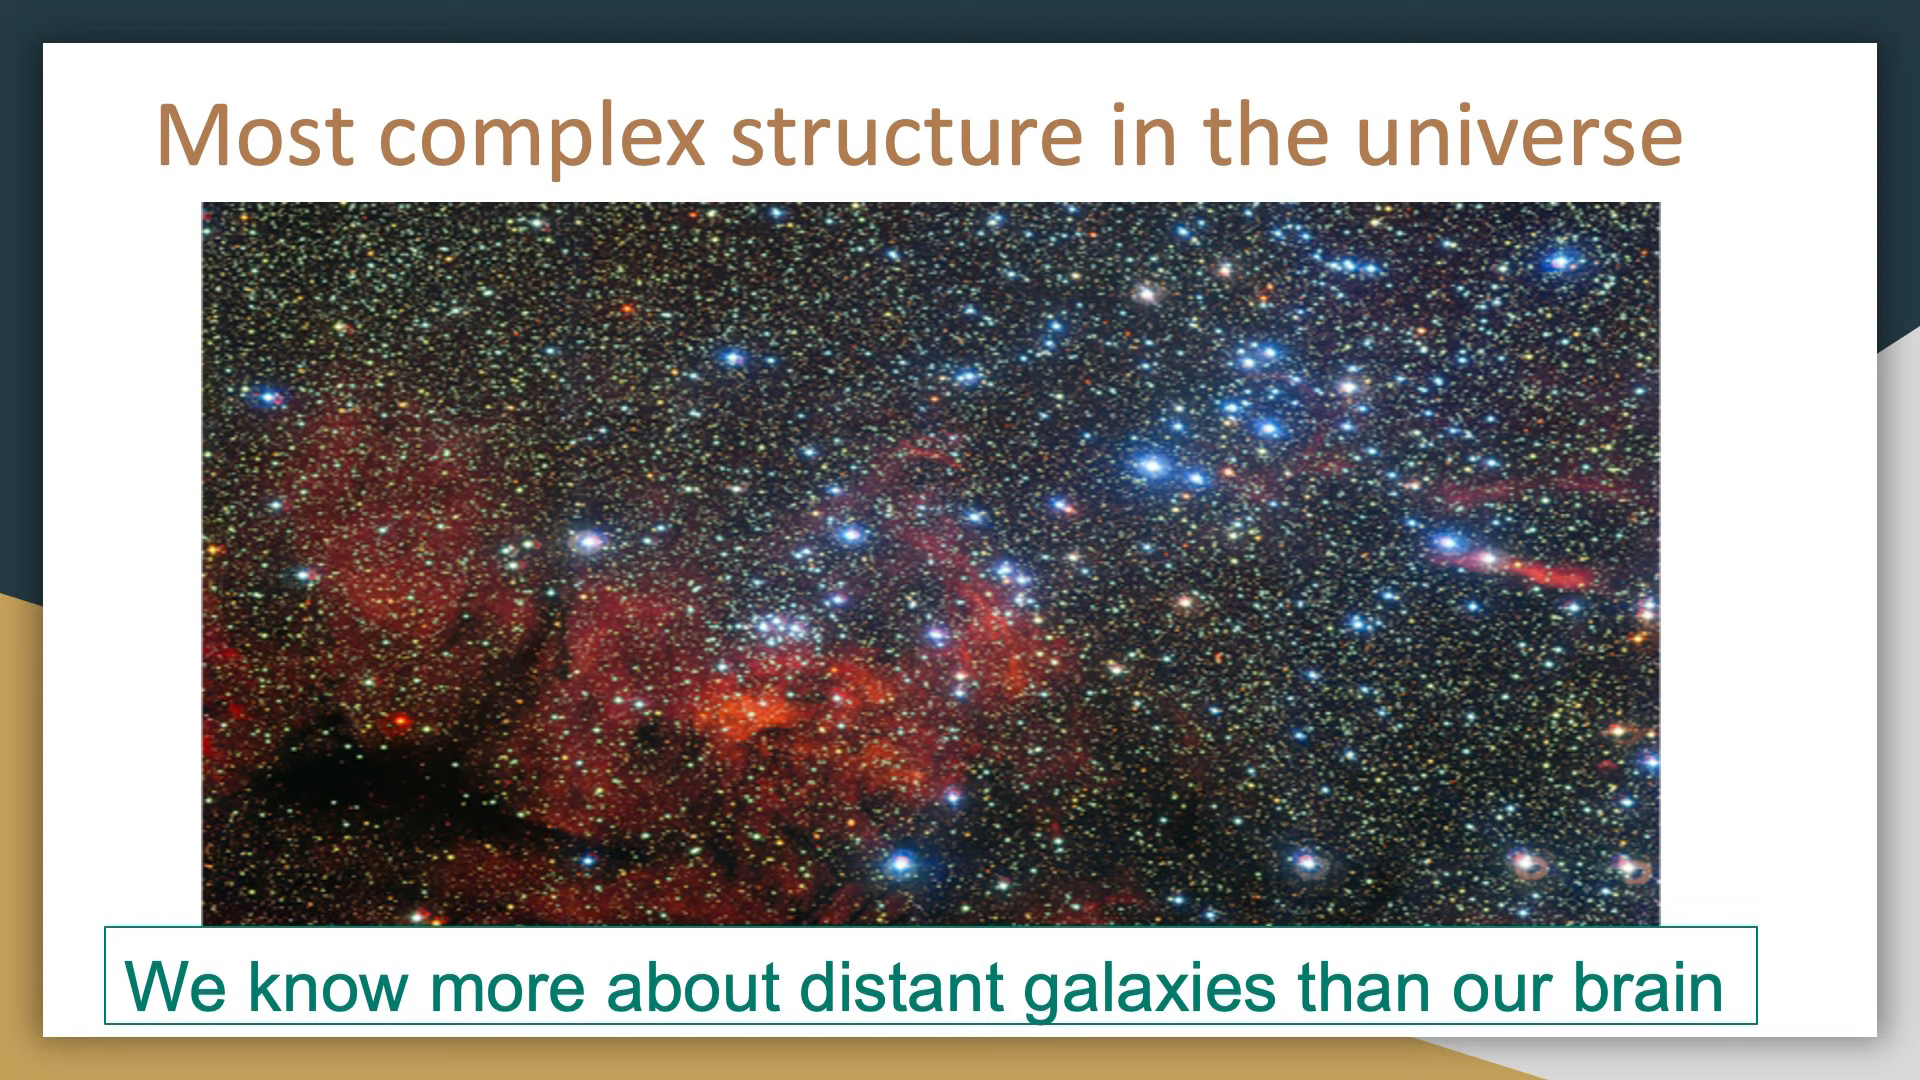 Most complex structure in the universe
We know more about distant galaxies than our brain